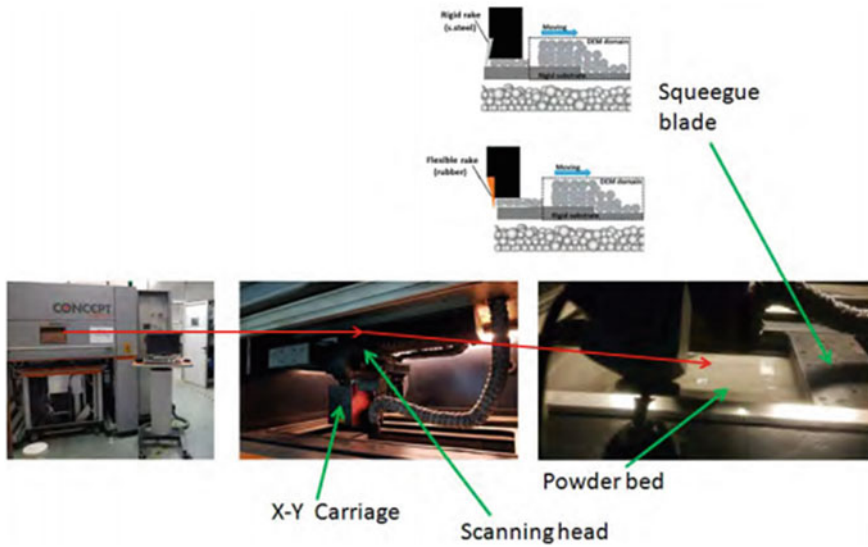 Rigid rake
(s.steel)
Moving
DEM domain
Rigid substrate
Squeegue
blade
Flexible rake
(rubber)
Moving
DEM domain
Rigid substrate
CONCEPT
Powder bed
X-Y Carriage
Scanning head